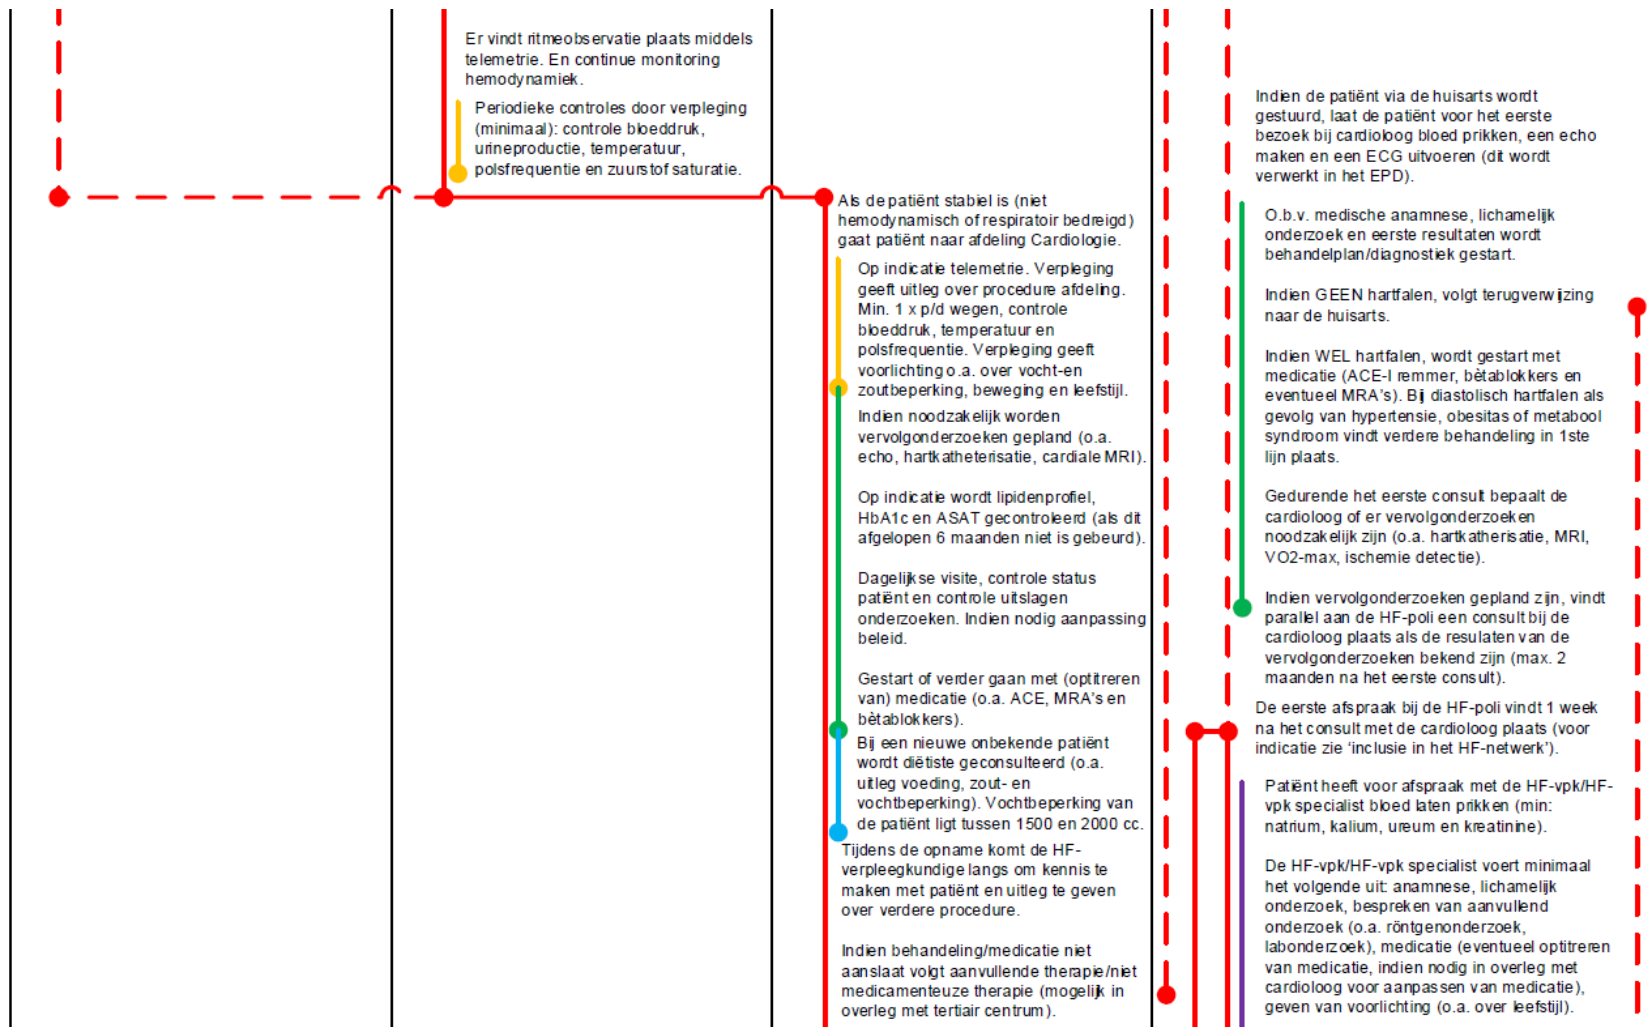 Er vindt ritmeobservatie plaats middels
telemetrie. En continue monitoring
hemodynamiek.
Periodieke controles door verpleging
(minimaal): controle bloeddruk,
urineproductie, temperatuur,
polsfrequentie en zuurstof saturatie.
Als de patiënt stabiel is (niet
hemodynamisch of respiratoir bedreigd)
gaat patiënt naar afdeling Cardiologie.
Op indicatie telemetrie. Verpleging
geeft uitleg over procedure afdeling.
Min. 1 x p/d wegen, controle
bloeddruk, temperatuur en
polsfrequentie. Verpleging geeft
voorlichting o.a. over vocht-en
zoutbeperking, beweging en leefstijl.
Indien noodzakelijk worden
vervolgonderzoeken gepland (o.a.
echo, hartkatheterisatie, cardiale MRI).
Op indicatie wordt lipidenprofiel,
HbA1c en ASAT gecontroleerd (als dit
afgelopen 6 maanden niet is gebeurd).
Dagelijkse visite, controle status
patiënt en controle uitslagen
onderzoeken. Indien nodig aanpassing
beleid.
Gestart of verder gaan met (optitreren
van) medicatie (o.a. ACE, MRA's en
bètablokkers).
Bij een nieuwe onbekende patiënt
wordt diëtiste geconsulteerd (o.a.
uitleg voeding, zout- en
vochtbeperking). Vochtbeperking van
de patiënt ligt tussen 1500 en 2000 cc.
Tijdens de opname komt de HF-
verpleegkundige langs om kennis te
maken met patiënt en uitleg te geven
over verdere procedure.
Indien behandeling/medicatie niet
aanslaat volgt aanvullende therapie/niet
medicamenteuze therapie (mogelijk in
overleg met tertiair centrum).
Indien de patiënt via de huisarts wordt
gestuurd, laat de patiënt voor het eerste
bezoek bij cardioloog bloed prikken, een echo
maken en een ECG uitvoeren (dit wordt
verwerkt in het EPD).
O.b.v. medische anamnese, lichamelijk
onderzoek en eerste resultaten wordt
behandelplan/diagnostiek gestart.
Indien GEEN hartfalen, volgt terugverwijzing
naar de huisarts.
Indien WEL hartfalen, wordt gestart met
medicatie (ACE-I remmer, bètablokkers en
eventueel MRA's). Bij diastolisch hartfalen als
gevolg van hypertensie, obesitas of metabool
syndroom vindt verdere behandeling in 1ste
lijn plaats.
Gedurende het eerste consult bepaalt de
cardioloog of er vervolgonderzoeken
noodzakelijk zijn (o.a. hartkatherisatie, MRI,
VO2-max, ischemie detectie).
Indien vervolgonderzoeken gepland zijn, vindt
parallel aan de HF-poli een consult bij de
cardioloog plaats als de resulaten van de
vervolgonderzoeken bekend zijn (max. 2
maanden na het eerste consult).
De eerste afspraak bij de HF-poli vindt 1 week
na het consult met de cardioloog plaats (voor
indicatie zie 'inclusie in het HF-netwerk').
Patiënt heeft voor afspraak met de HF-vpk/HF-
vpk specialist bloed laten prikken (min:
natrium, kalium, ureum en kreatinine).
De HF-vpk/HF-vpk specialist voert minimaal
het volgende uit: anamnese, lichamelijk
onderzoek, bespreken van aanvullend
onderzoek (o.a. röntgenonderzoek,
labonderzoek), medicatie (eventueel optitreren
van medicatie, indien nodig in overleg met
cardioloog voor aanpassen van medicatie),
geven van voorlichting (o.a. over leefstijl).